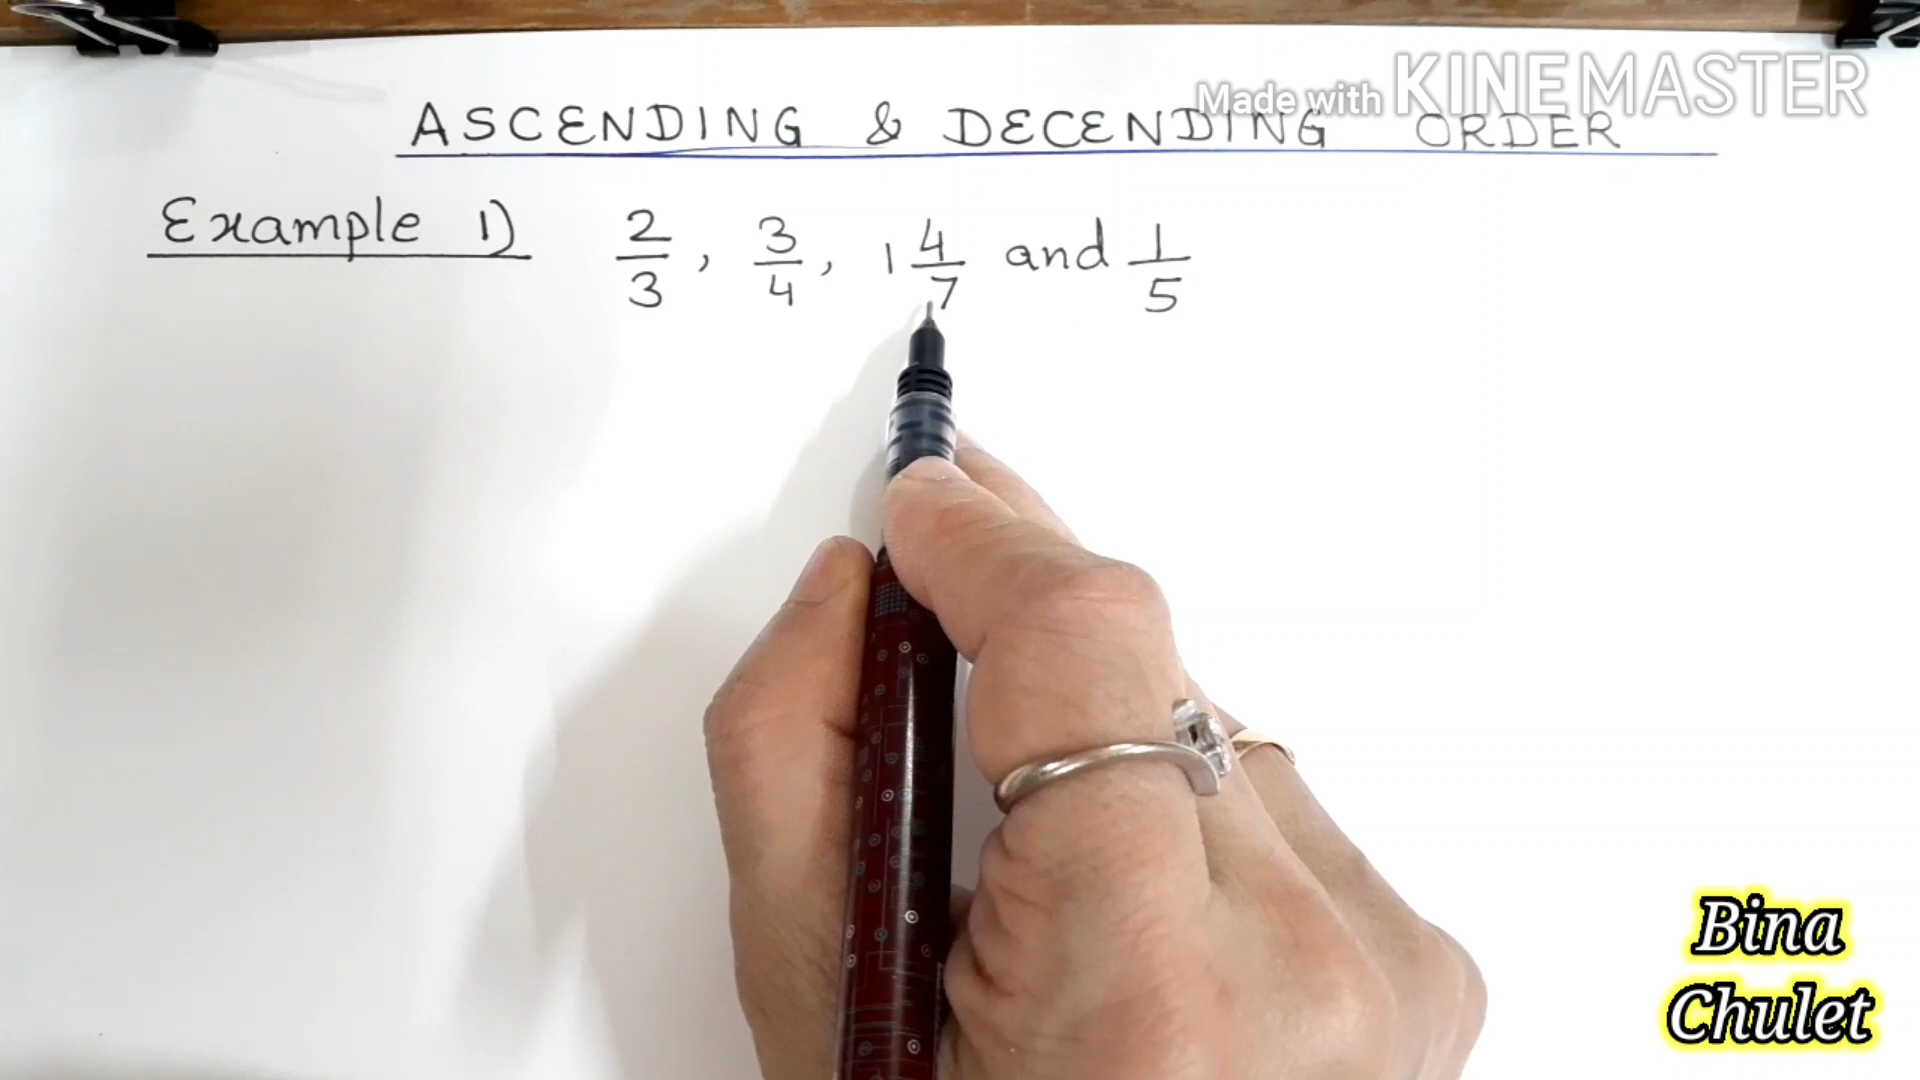 Made with KINEMASTER
ASCENDING & DECENDING ORDER
Example 1) 2/3, 3/4, 1 4/7 and 1/5
Bina
Chulet